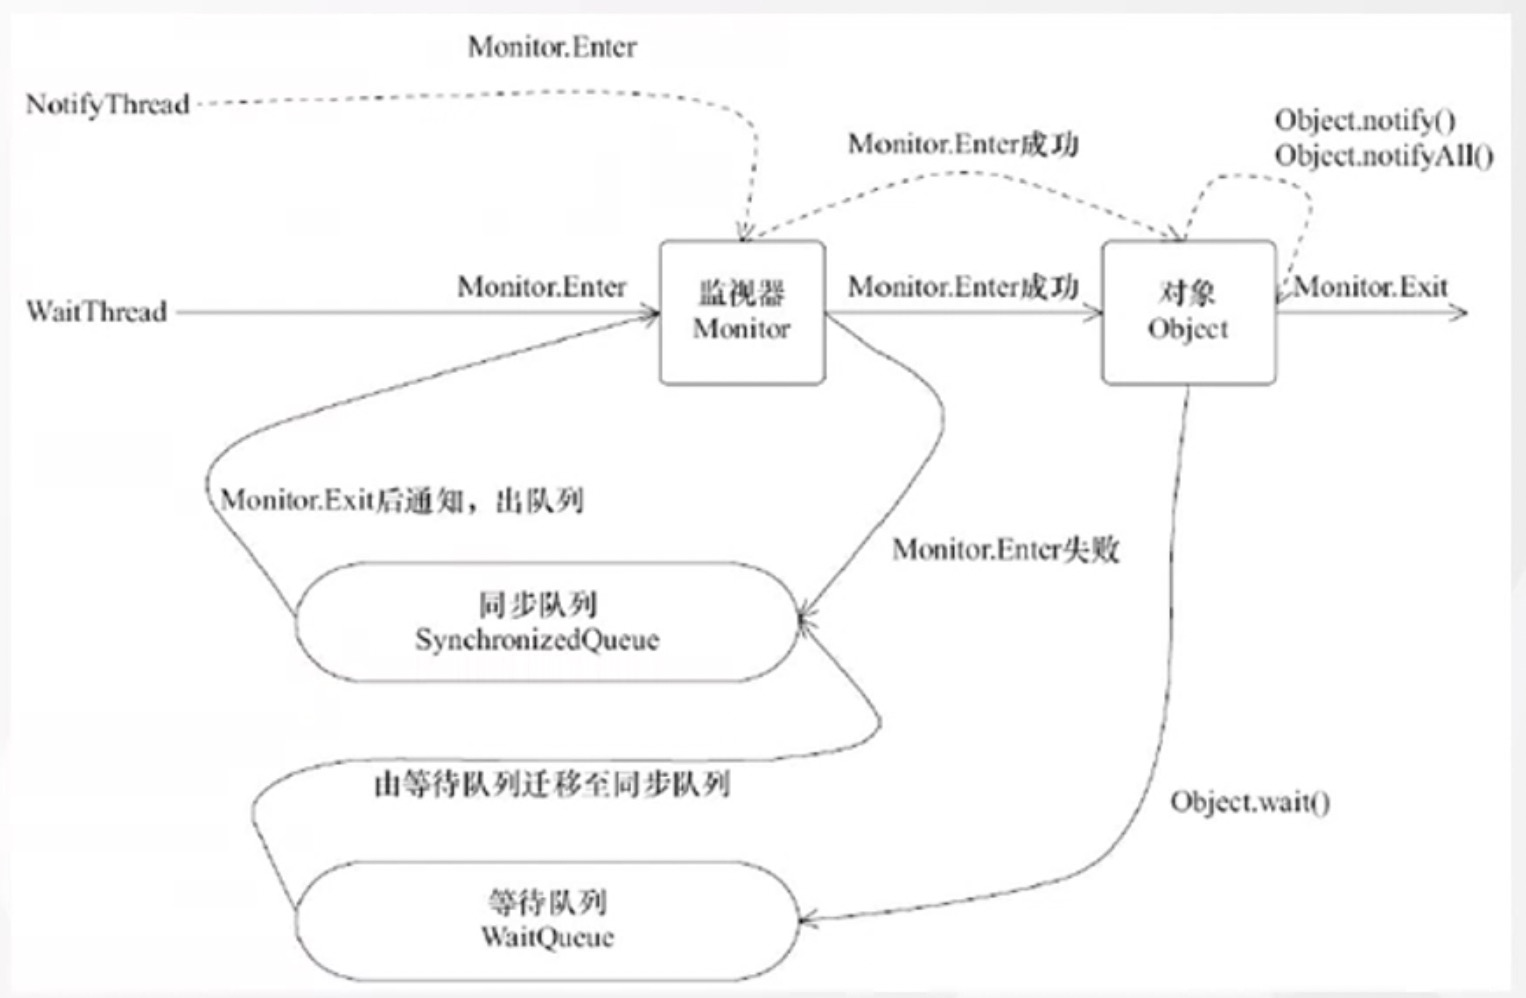 Monitor.Enter
NotifyThread
Object.notify()
Object.notifyAll()
Monitor.Enter成功
WaitThread
Monitor.Enter
监视器
Monitor
Monitor.Enter成功
对象
Object
Monitor.Exit
Monitor.Exit后通知，出队列
Monitor.Enter失败
同步队列
SynchronizedQueue
由等待队列迁移至同步队列
Object.wait()
等待队列
WaitQueue